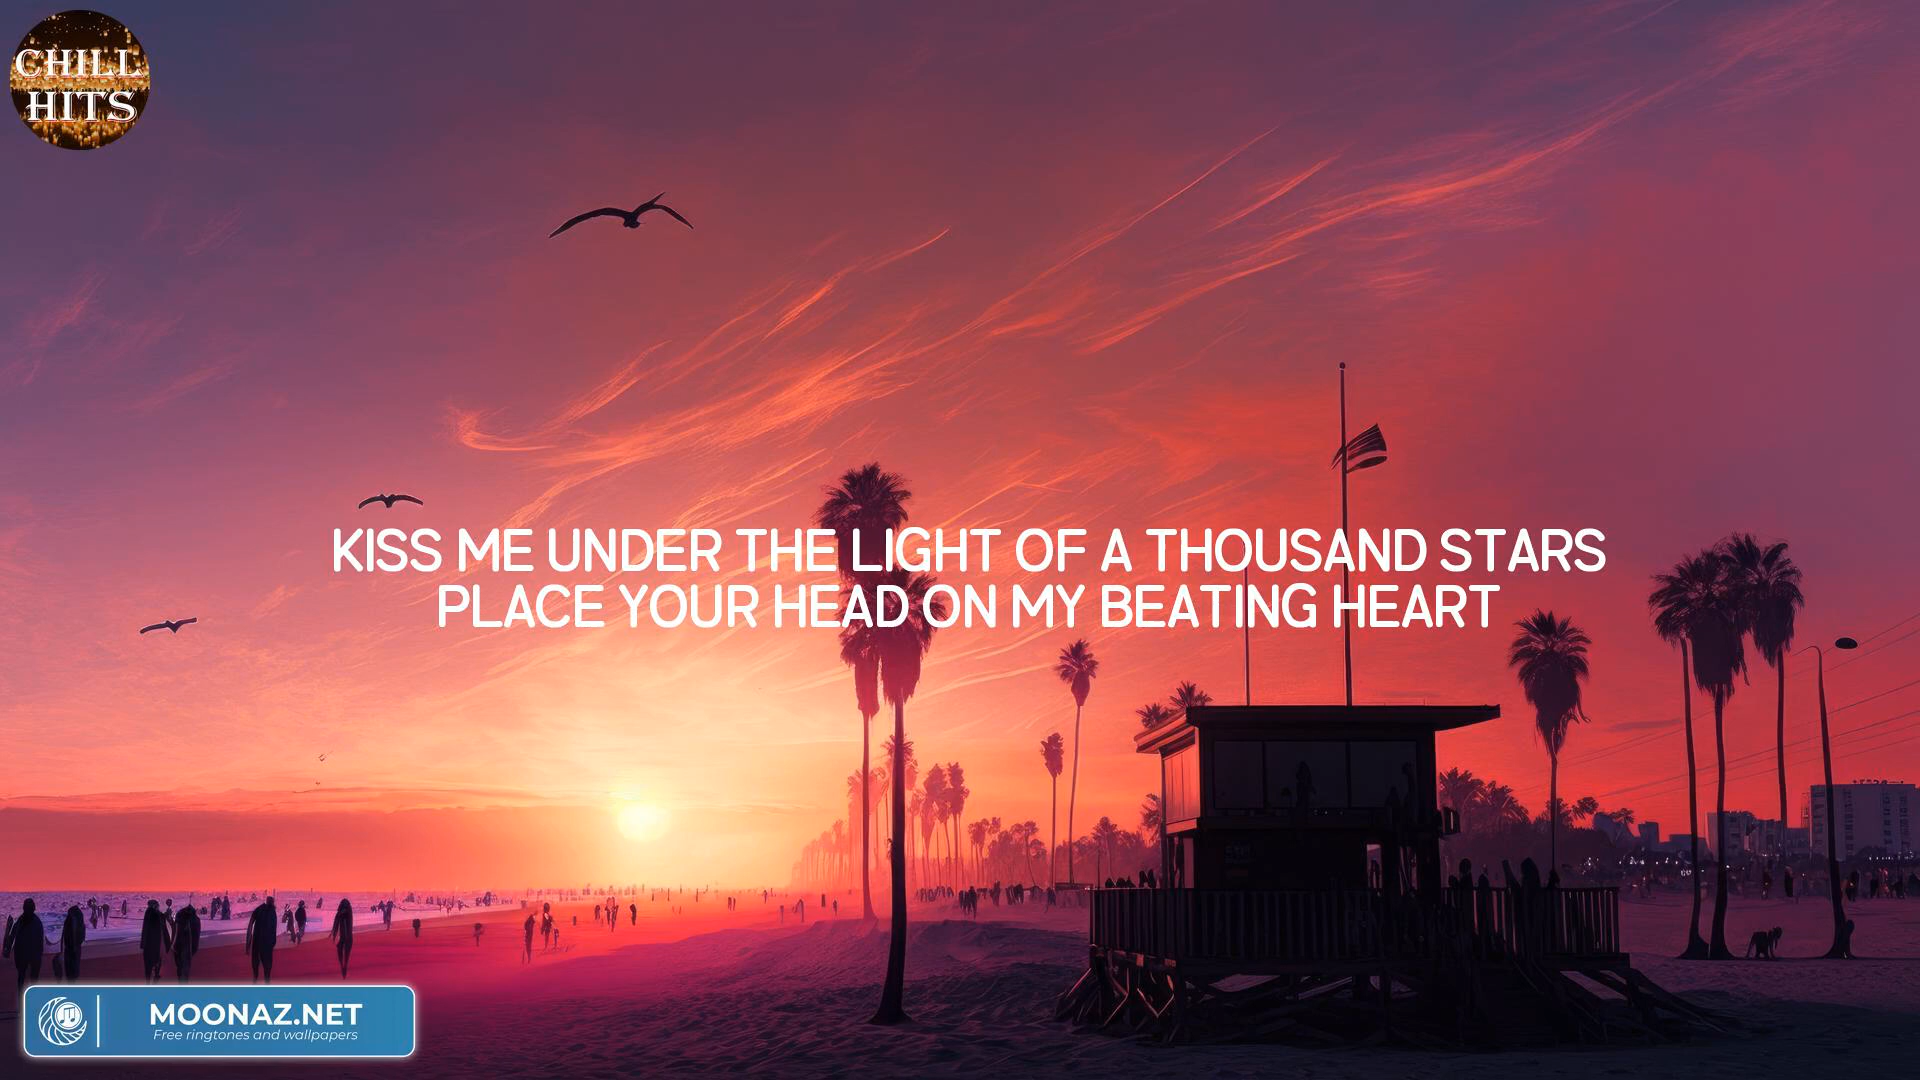 CHILL
HITS
KISS ME UNDER THE LIGHT OF A THOUSAND STARS
PLACE YOUR HEAD ON MY BEATING HEART
MOONAZ.NET
Free ringtones and wallpapers